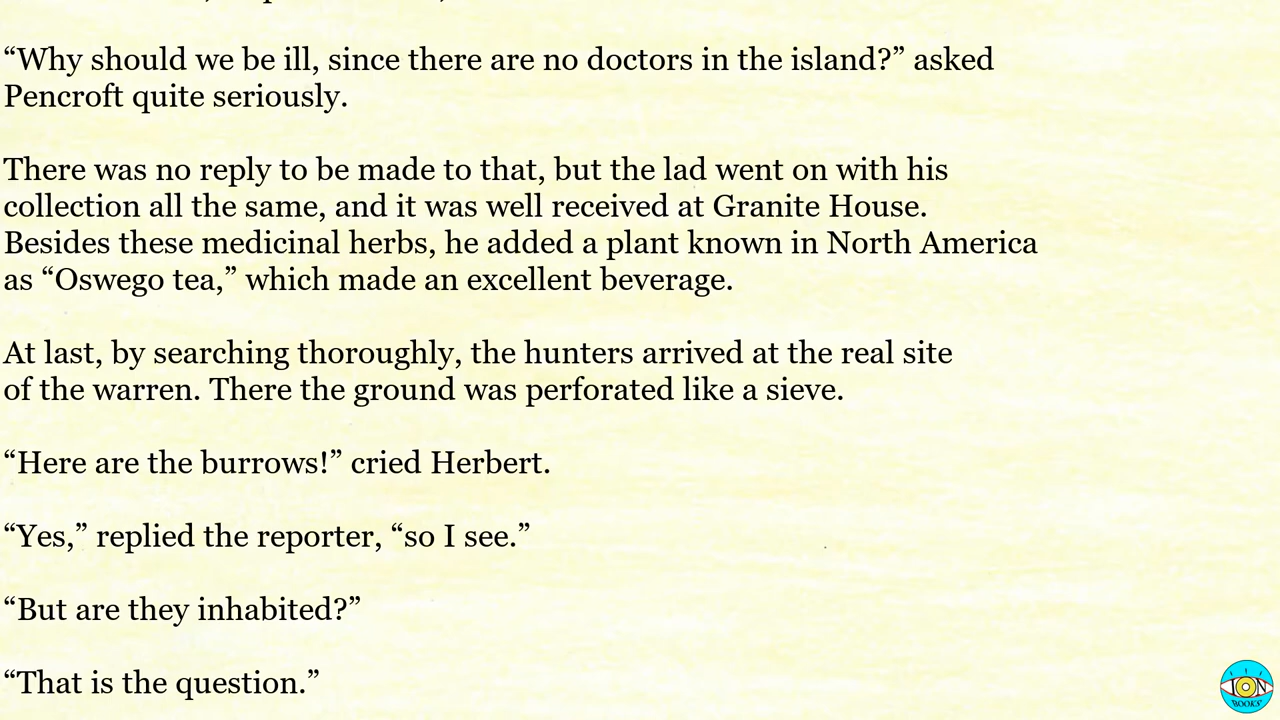 “Why should we be ill, since there are no doctors in the island?” asked
Pencroft quite seriously.
There was no reply to be made to that, but the lad went on with his
collection all the same, and it was well received at Granite House.
Besides these medicinal herbs, he added a plant known in North America
as “Oswego tea,” which made an excellent beverage.
At last, by searching thoroughly, the hunters arrived at the real site
of the warren. There the ground was perforated like a sieve.
“Here are the burrows!” cried Herbert.
“Yes,” replied the reporter, “so I see.”
“But are they inhabited?”
“That is the question.”
ION
BOOKS